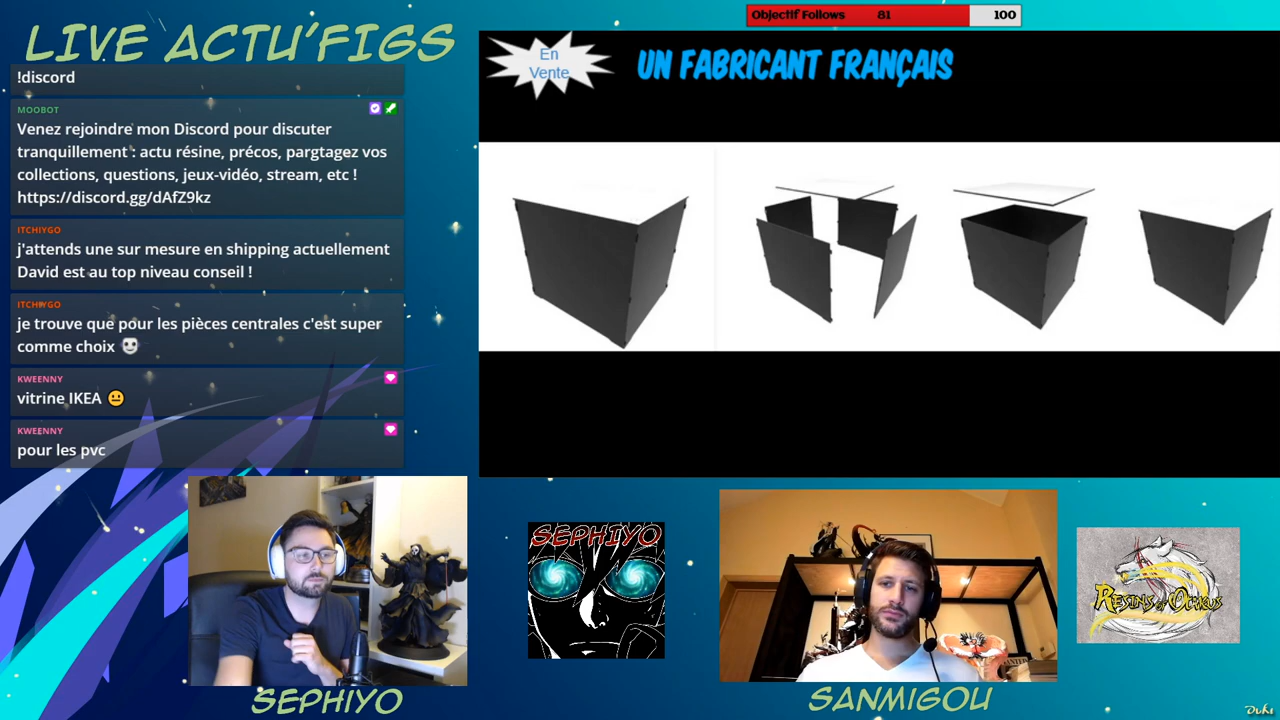 LIVE ACTU'FIGS
Objectif Follows 81 100
En
Vente
UN FABRICANT FRANÇAIS
!discord
MOOBOT
Venez rejoindre mon Discord pour discuter
tranquillement : actu résine, précos, pargtagez vos
collections, questions, jeux-vidéo, stream, etc !
https://discord.gg/dAfZ9kz
ITCHIYGO
j'attends une sur mesure en shipping actuellement
David est au top niveau conseil !
ITCHIYGO
je trouve que pour les pièces centrales c'est super
comme choix
KWEENNY
vitrine IKEA 😐
KWEENNY
pour les pvc
SEPHIYO
RESINS of OTAKUS
SEPHIYO
SANMIGOU
Duke